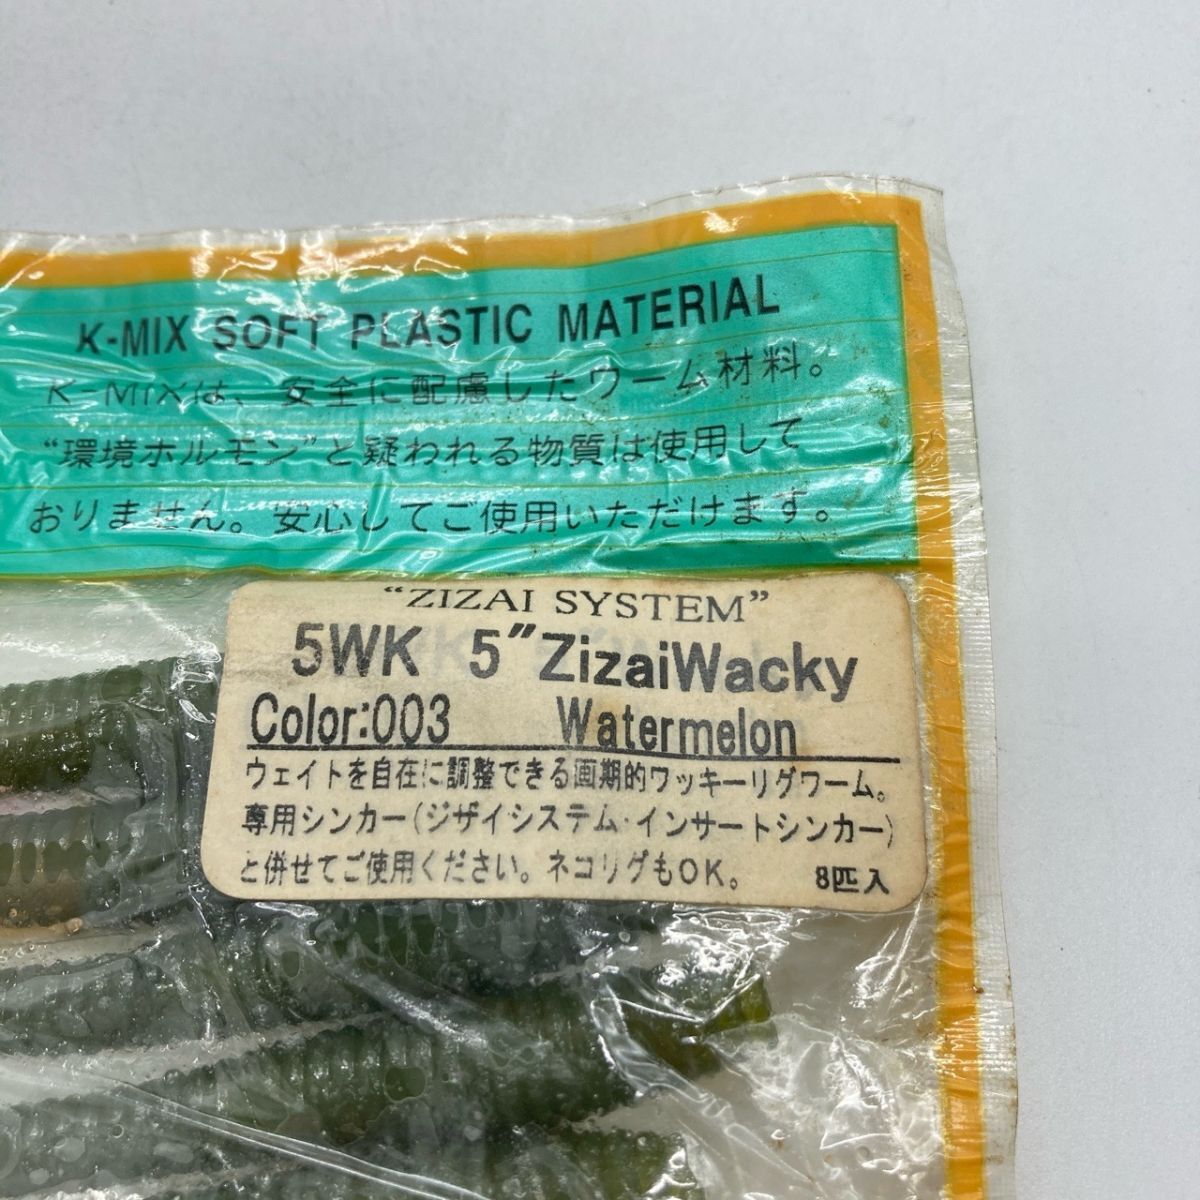 K-MIX SOFT PLASTIC MATERIAL
K-MIXは、安全に配慮したワーム材料。
“環境ホルモン”と疑われる物質は使用して
おりません。安心してご使用いただけます。
“ZIZAI SYSTEM”
5WK 5″ZizaiWacky
Color:003 Watermelon
ウェイトを自在に調整できる画期的ワッキーリグワーム。
専用シンカー(ジザイシステム・インサートシンカー)
と併せてご使用ください。ネコリグもOK。 8匹入